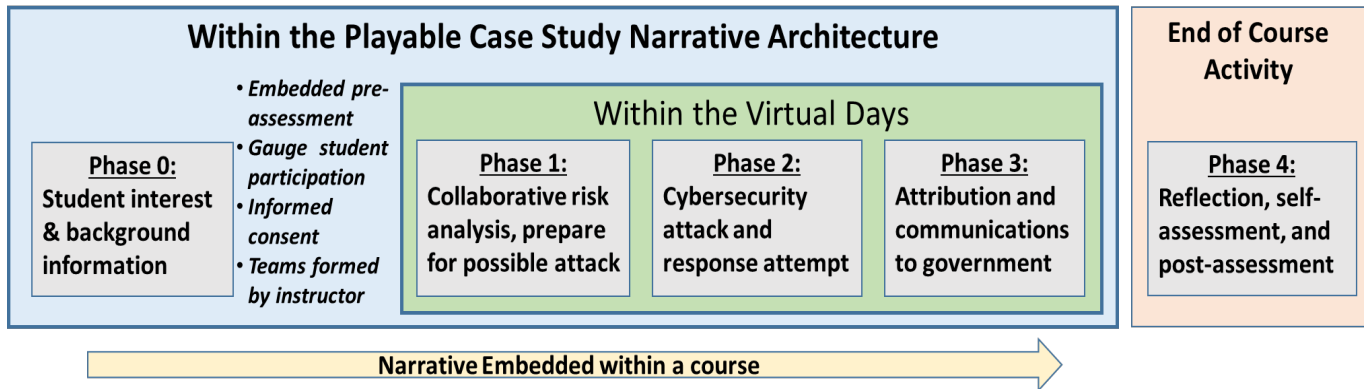 Within the Playable Case Study Narrative Architecture
Phase 0:
Student interest
& background
information
• Embedded pre-
assessment
• Gauge student
participation
• Informed
consent
• Teams formed
by instructor
Within the Virtual Days
Phase 1:
Collaborative risk
analysis, prepare
for possible attack
Phase 2:
Cybersecurity
attack and
response attempt
Phase 3:
Attribution and
communications
to government
End of Course
Activity
Phase 4:
Reflection, self-
assessment, and
post-assessment
Narrative Embedded within a course